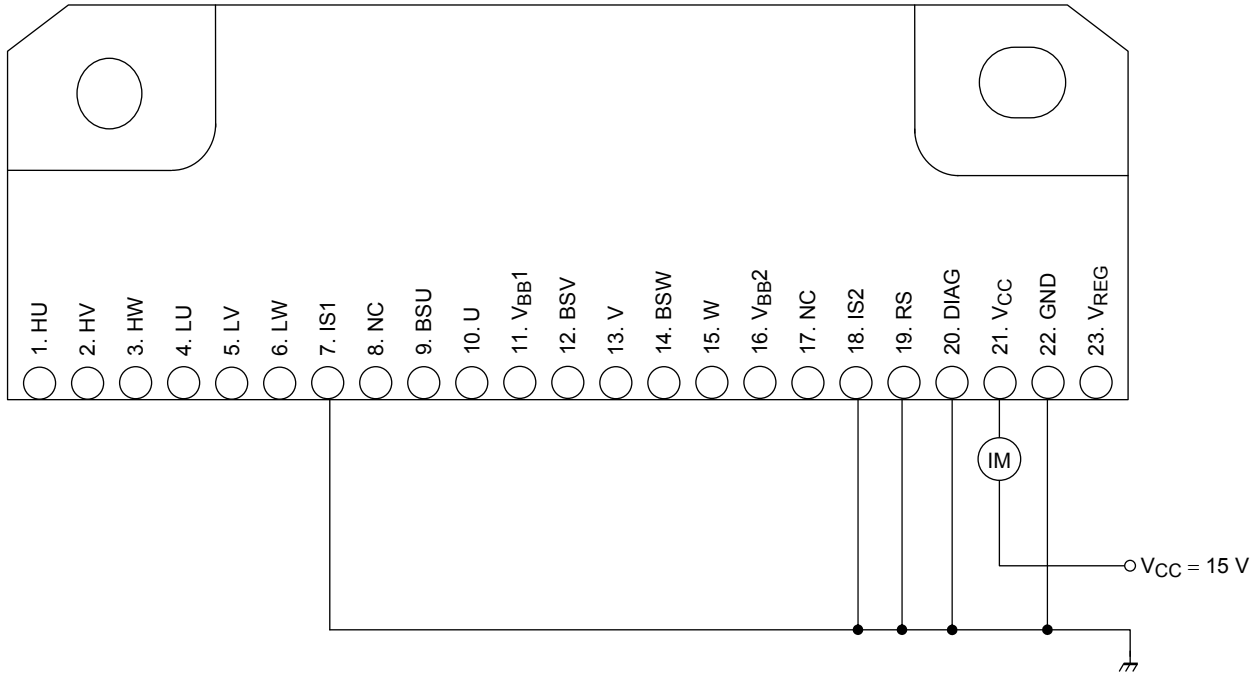 1. HU
2. HV
3. HW
4. LU
5. LV
6. LW
7. IS1
8. NC
9. BSU
10. U
11. VBB1
12. BSV
13. V
14. BSW
15. W
16. VBB2
17. NC
18. IS2
19. RS
20. DIAG
21. VCC
22. GND
23. VREG
IM
VCC = 15 V